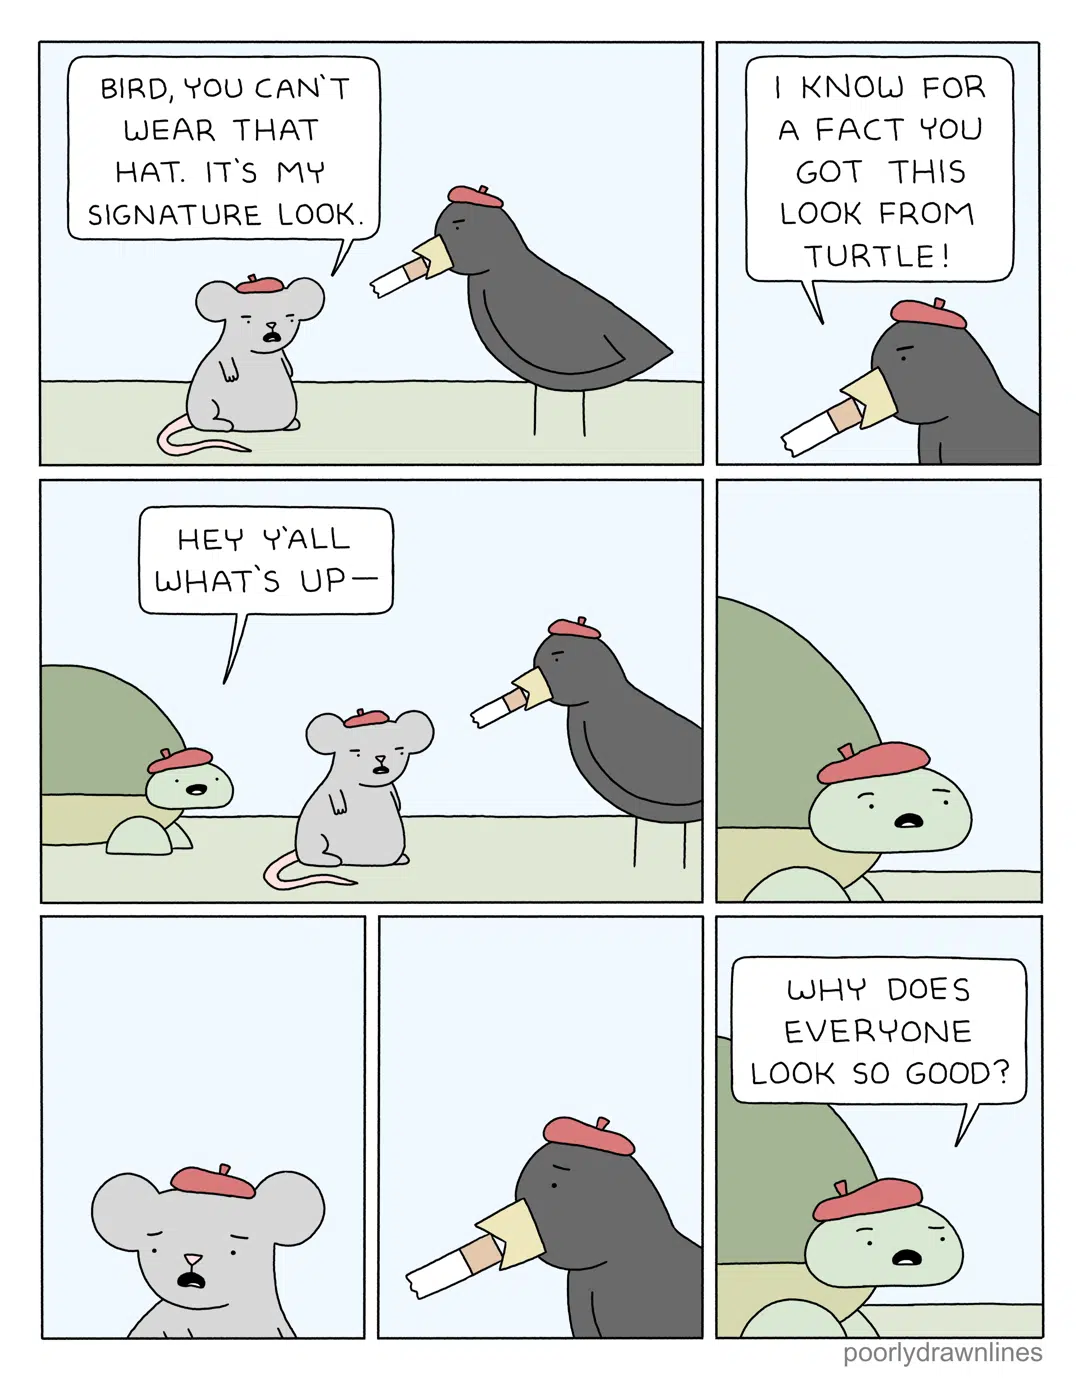 BIRD, YOU CAN'T
WEAR THAT
HAT. IT'S MY
SIGNATURE LOOK.
I KNOW FOR
A FACT YOU
GOT THIS
LOOK FROM
TURTLE!
HEY Y'ALL
WHAT'S UP—
WHY DOES
EVERYONE
LOOK SO GOOD?
poorlydrawnlines